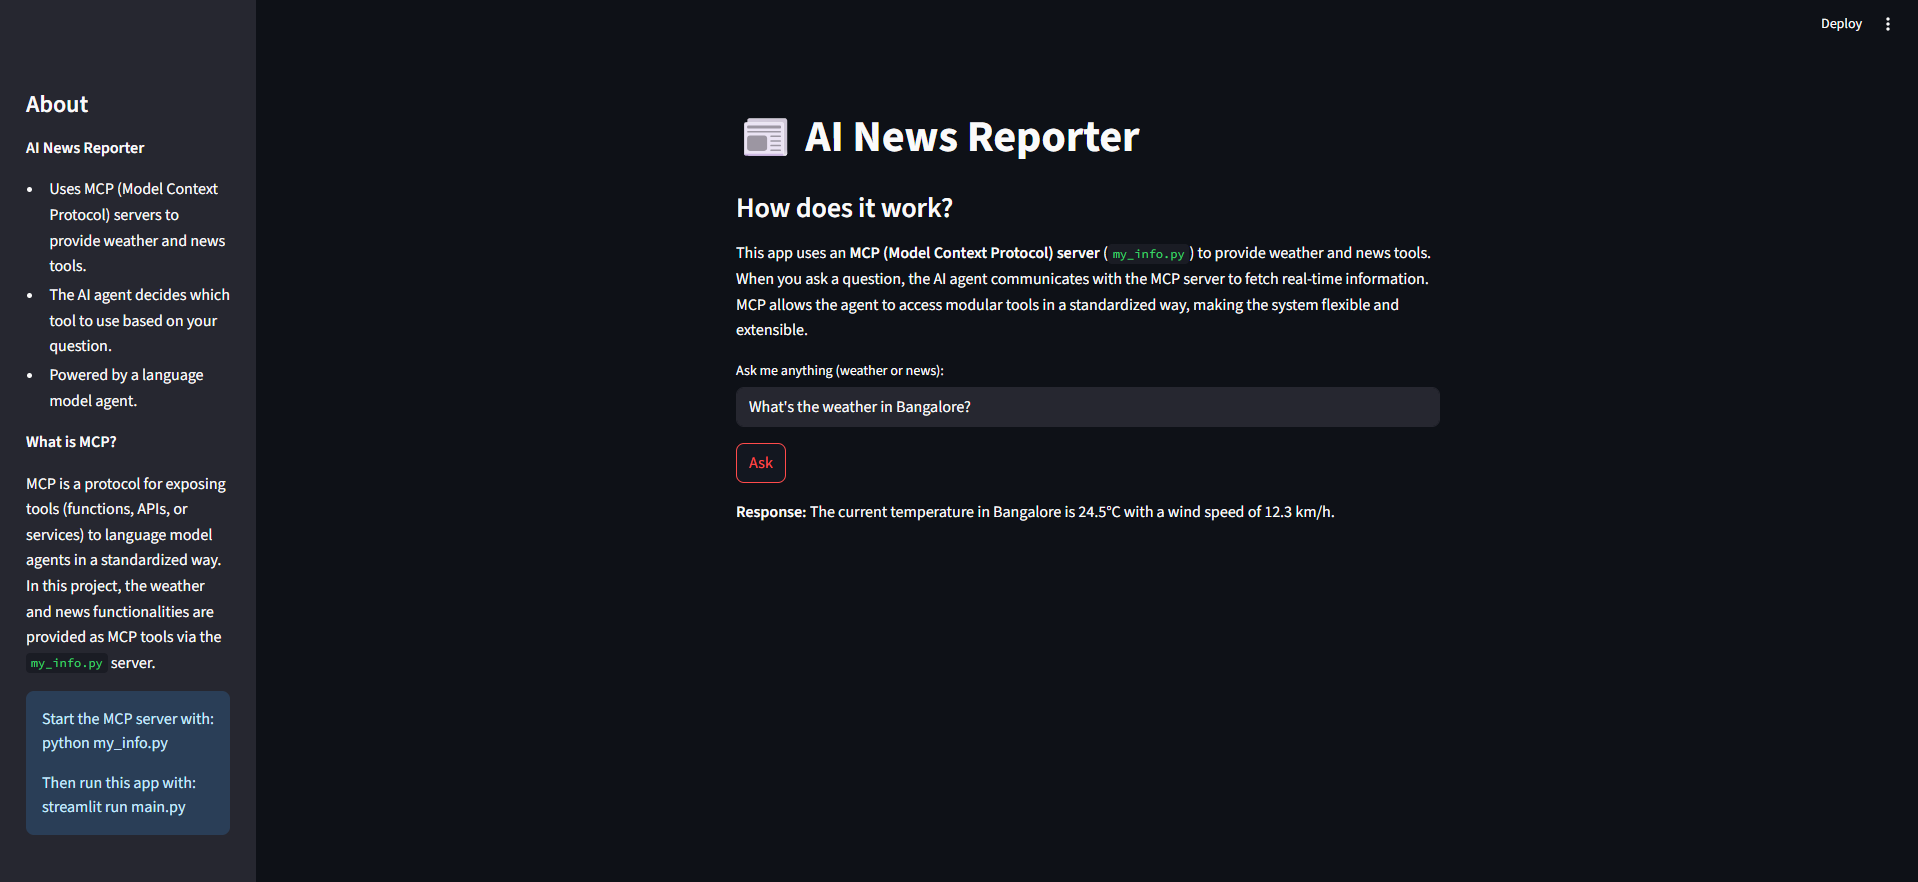 Deploy
About
AI News Reporter
• Uses MCP (Model Context
Protocol) servers to
provide weather and news
tools.
• The AI agent decides which
tool to use based on your
question.
• Powered by a language
model agent.
What is MCP?
MCP is a protocol for exposing
tools (functions, APIs, or
services) to language model
agents in a standardized way.
In this project, the weather
and news functionalities are
provided as MCP tools via the
my_info.py server.
Start the MCP server with:
python my_info.py
Then run this app with:
streamlit run main.py
AI News Reporter
How does it work?
This app uses an MCP (Model Context Protocol) server ( my_info.py ) to provide weather and news tools.
When you ask a question, the AI agent communicates with the MCP server to fetch real-time information.
MCP allows the agent to access modular tools in a standardized way, making the system flexible and
extensible.
Ask me anything (weather or news):
What's the weather in Bangalore?
Ask
Response: The current temperature in Bangalore is 24.5°C with a wind speed of 12.3 km/h.